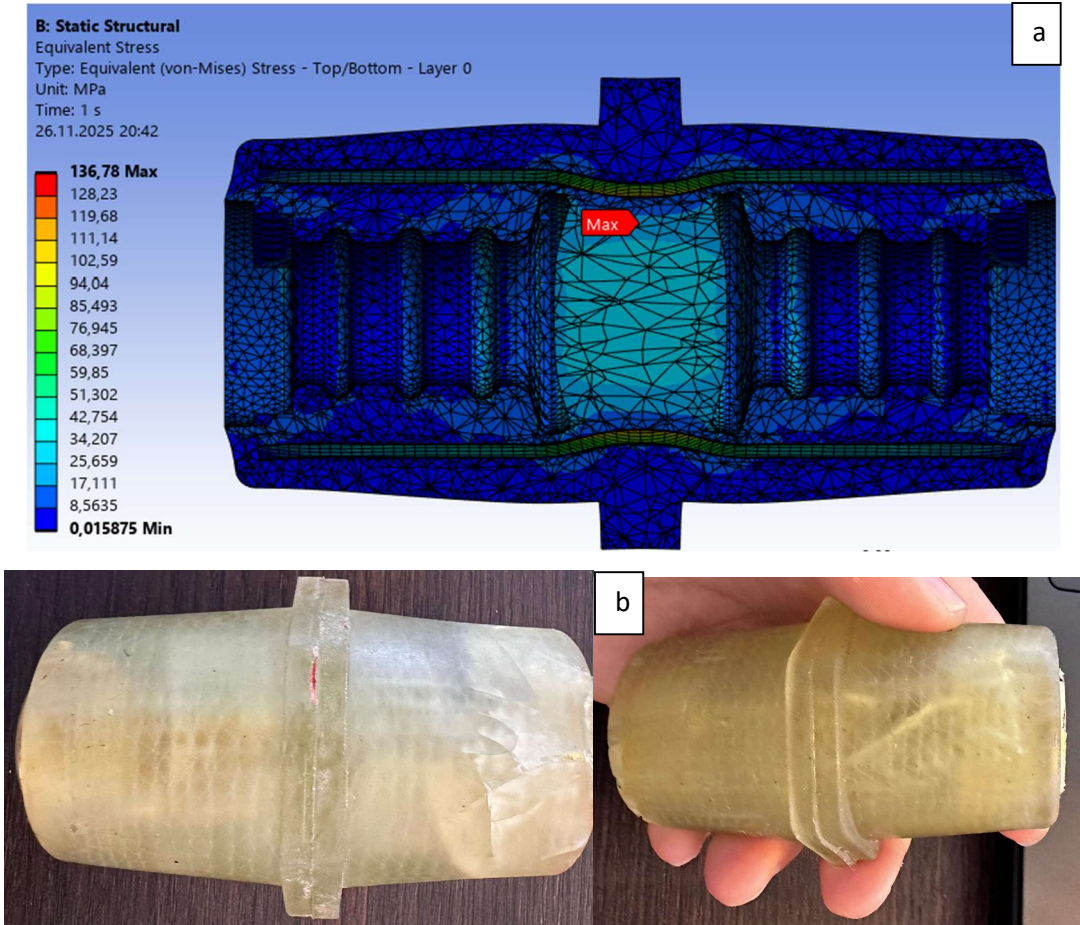 a
B: Static Structural
Equivalent Stress
Type: Equivalent (von-Mises) Stress - Top/Bottom - Layer 0
Unit: MPa
Time: 1 s
26.11.2025 20:42
136,78 Max
128,23
119,68
111,14
102,59
94,04
85,493
76,945
68,397
59,85
51,302
42,754
34,207
25,659
17,111
8,5635
0,015875 Min
Max
b